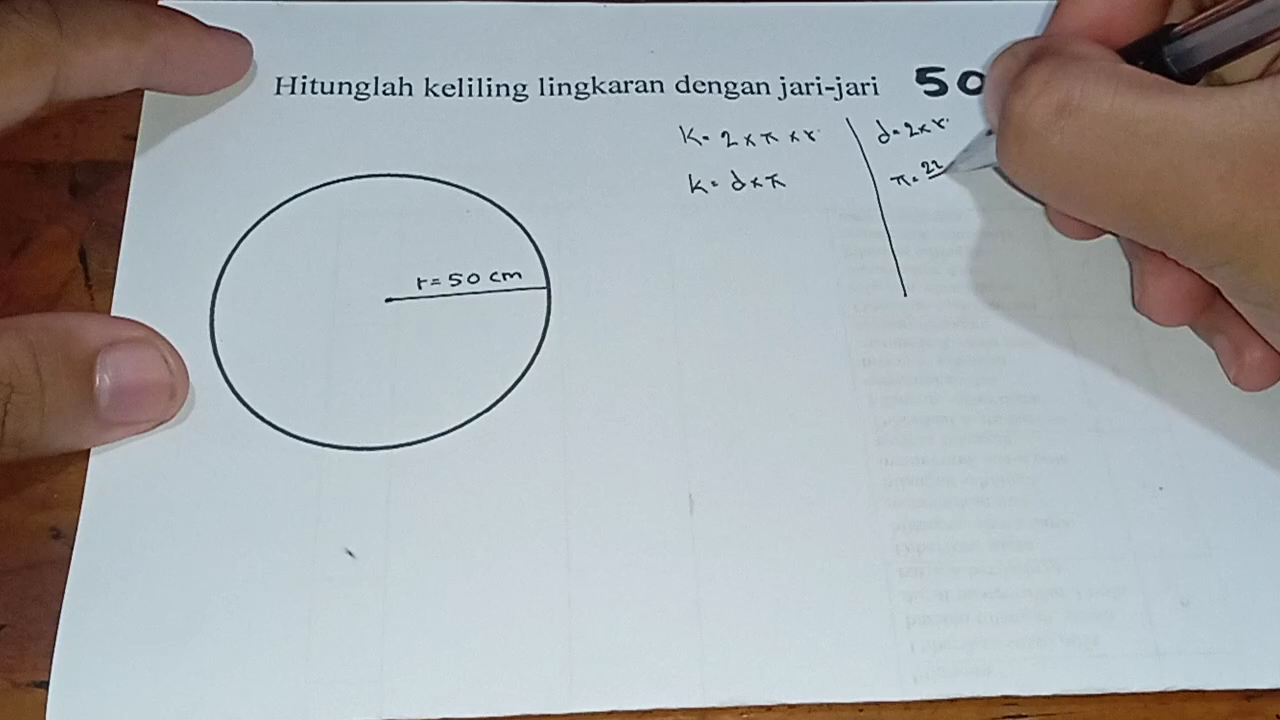 Hitunglah keliling lingkaran dengan jari-jari 50
K = 2 x π x r
d = 2 x r
K = d x π
π = 22
r = 50 cm